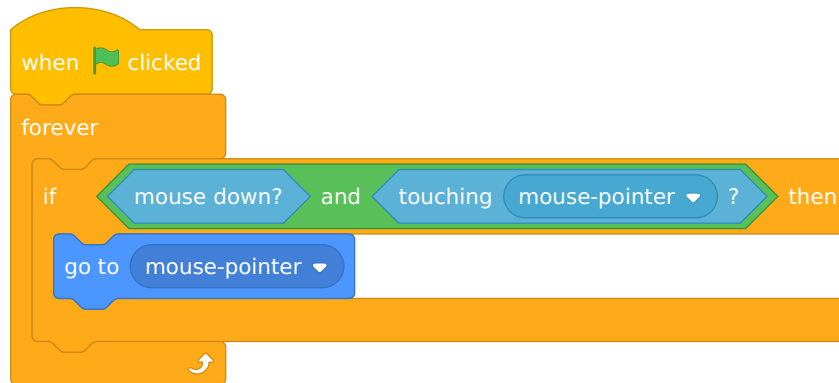 when clicked
forever
if mouse down? and touching mouse-pointer ? then
go to mouse-pointer